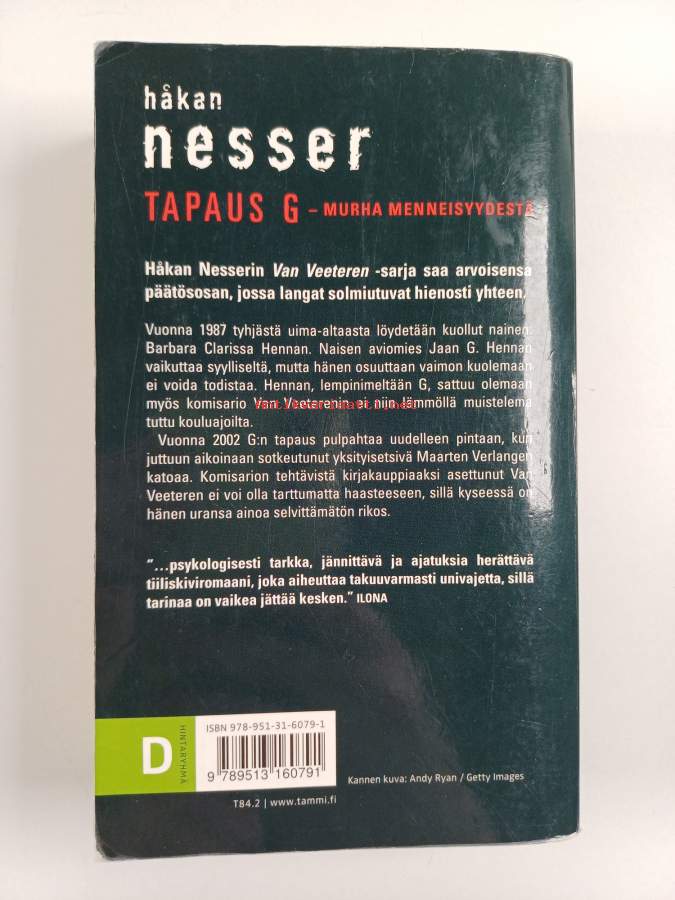 håkan
nesser
TAPAUS G – MURHA MENNEISYYDESTÄ
Håkan Nesserin Van Veeteren -sarja saa arvoisensa
päätösosan, jossa langat solmiutuvat hienosti yhteen.
Vuonna 1987 tyhjästä uima-altaasta löydetään kuollut nainen,
Barbara Clarissa Hennan. Naisen aviomies Jaan G. Hennan
vaikuttaa syylliseltä, mutta hänen osuuttaan vaimon kuolemaan
ei voida todistaa. Hennan, lempinimeltään G, sattuu olemaan
myös komisario Van Veeterenin ei niin lämmöllä muistelema
tuttu kouluajoilta.
Vuonna 2002 G:n tapaus pulpahtaa uudelleen pintaan, kun
juttuun aikoinaan sotkeutunut yksityisetsivä Maarten Verlangen
katoaa. Komisarion tehtävistä kirjakauppiaaksi asettunut Van
Veeteren ei voi olla tarttumatta haasteeseen, sillä kyseessä on
hänen uransa ainoa selvittämätön rikos.
"...psykologisesti tarkka, jännittävä ja ajatuksia herättävä
tiiliskiviromaani, joka aiheuttaa takuuvarmasti univajetta, sillä
tarinaa on vaikea jättää kesken." ILONA
D
HINTARYHMÄ
ISBN 978-951-31-6079-1
9 789513 160791
T84.2 | www.tammi.fi
Kannen kuva: Andy Ryan / Getty Images